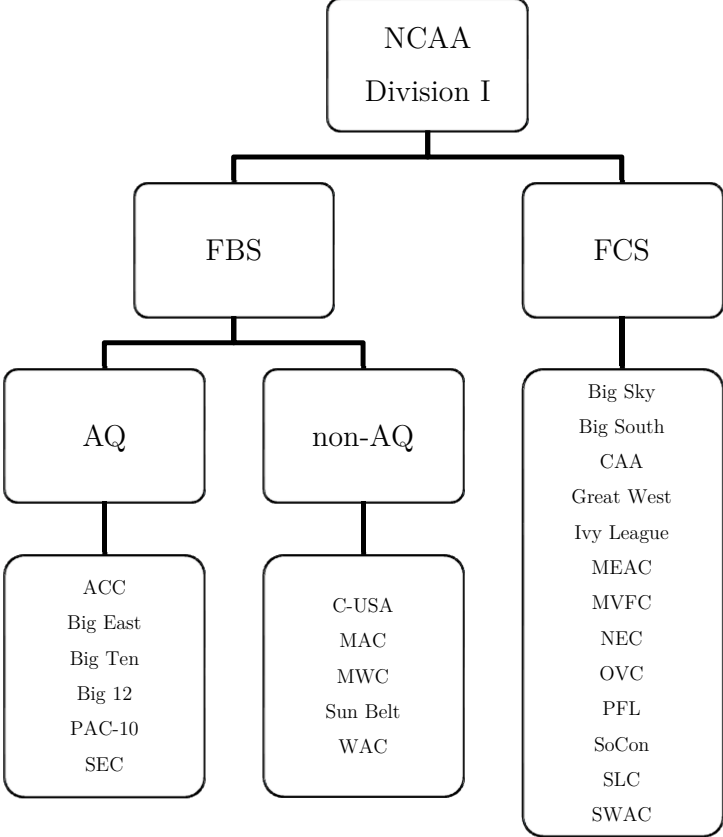 NCAA
Division I
FBS
FCS
AQ
non-AQ
ACC
Big East
Big Ten
Big 12
PAC-10
SEC
C-USA
MAC
MWC
Sun Belt
WAC
Big Sky
Big South
CAA
Great West
Ivy League
MEAC
MVFC
NEC
OVC
PFL
SoCon
SLC
SWAC